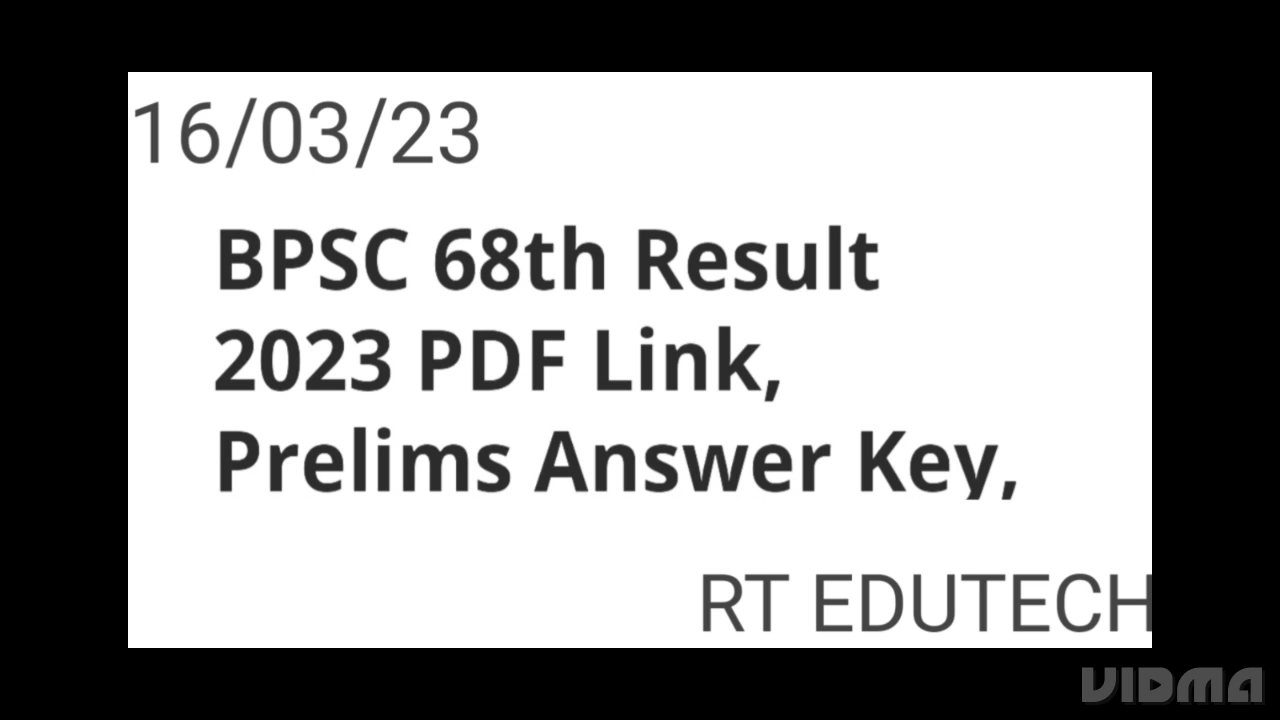 16/03/23
BPSC 68th Result
2023 PDF Link,
Prelims Answer Key,
RT EDUTECH
VIDMA